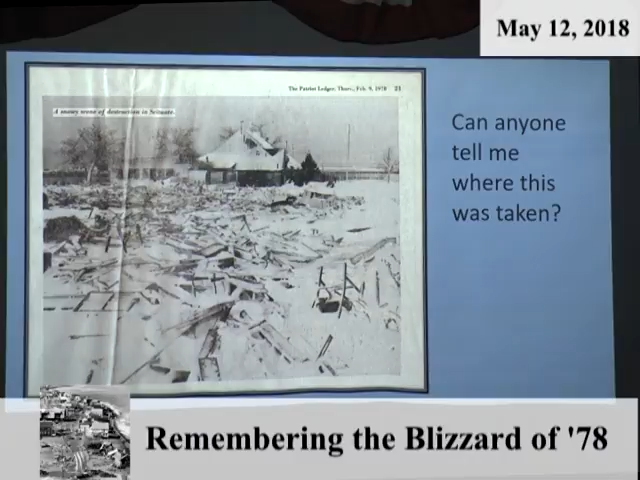 May 12, 2018
The Patriot Ledger, Thurs., Feb. 9, 1978 21
A snowy scene of destruction in Scituate.
Can anyone
tell me
where this
was taken?
Remembering the Blizzard of '78